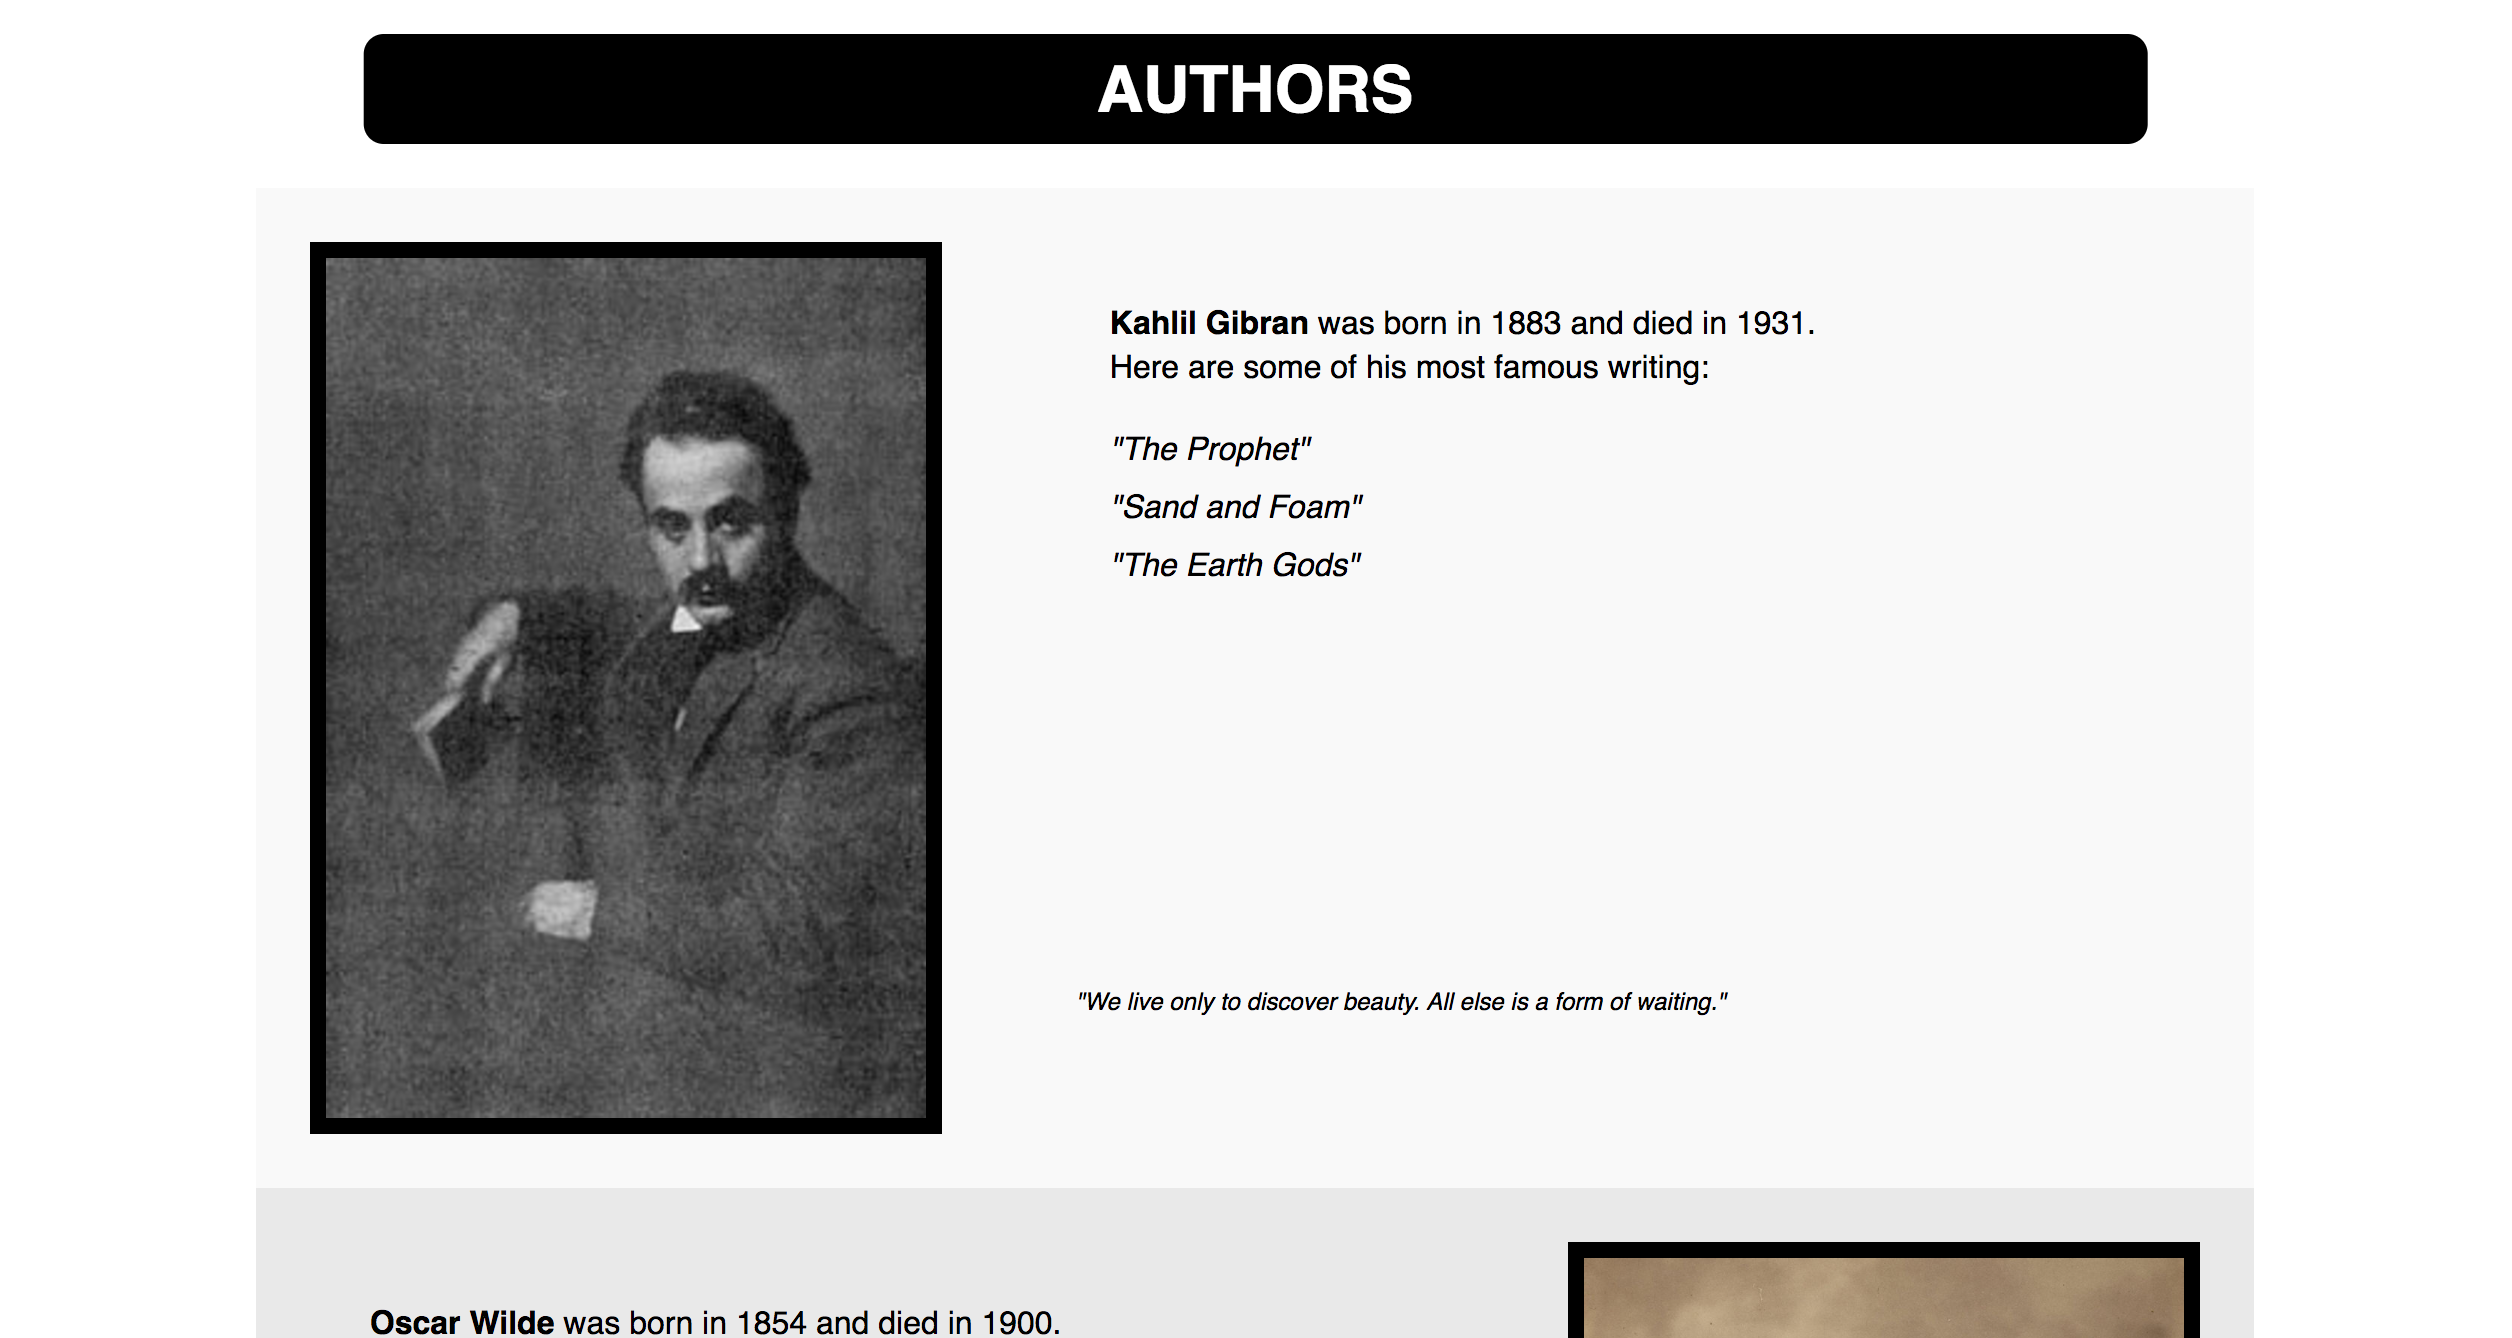 AUTHORS
Kahlil Gibran was born in 1883 and died in 1931.
Here are some of his most famous writing:
"The Prophet"
"Sand and Foam"
"The Earth Gods"
"We live only to discover beauty. All else is a form of waiting."
Oscar Wilde was born in 1854 and died in 1900.